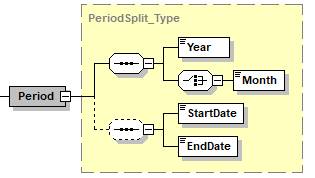 PeriodSplit_Type
Year
Month
Period
StartDate
EndDate